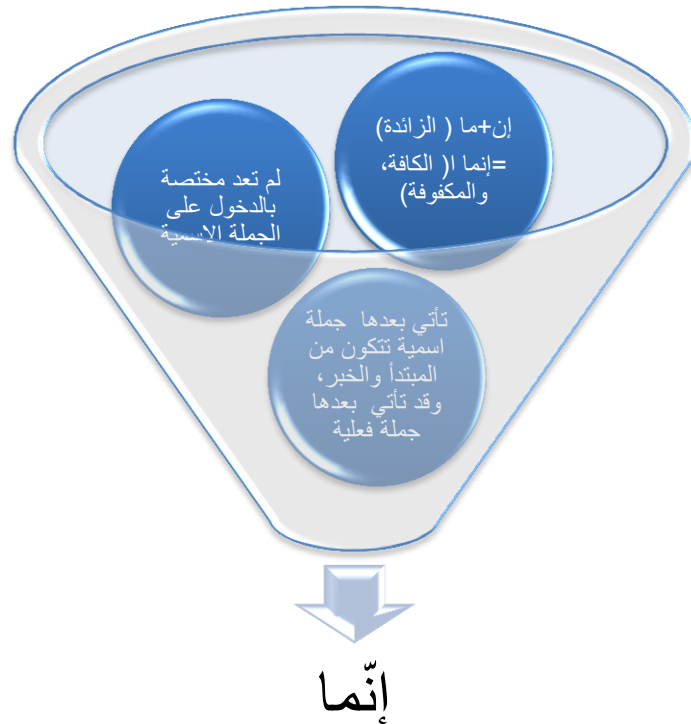 إن+ما ( الزائدة)
=إنما ا( الكافة،
والمكفوفة)
لم تعد مختصة
بالدخول على
الجملة الإسمية
تأتي بعدها جملة
اسمية تتكون من
المبتدأ والخبر،
وقد تأتي بعدها
جملة فعلية
إنّما